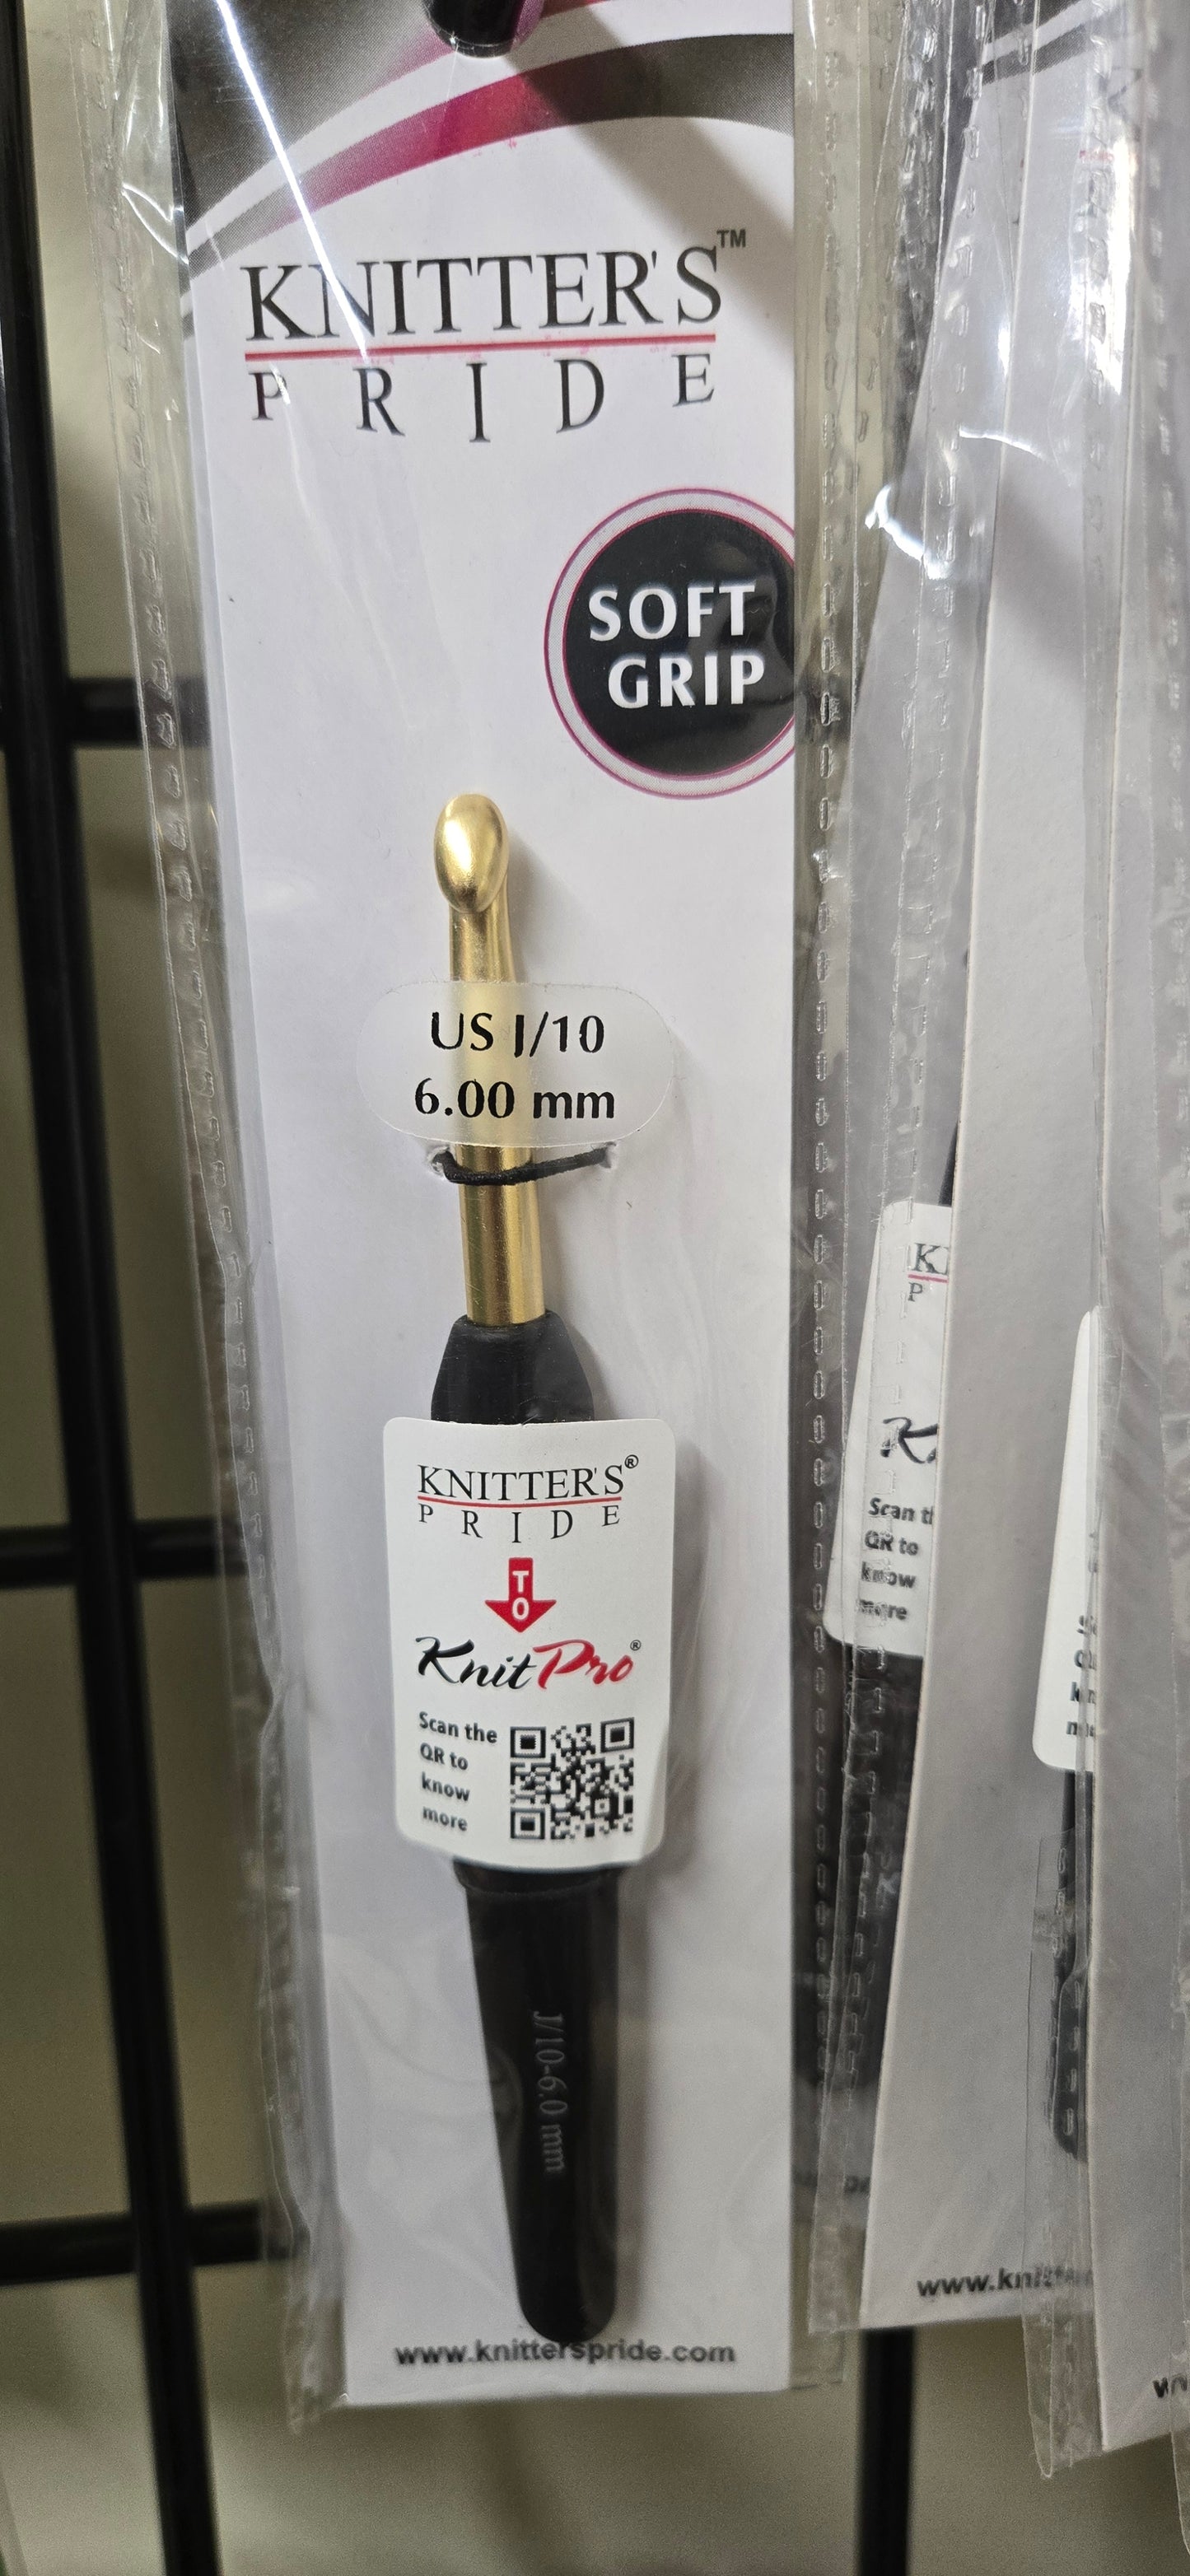 KNITTER'S™
PRIDE
SOFT
GRIP
US J/10
6.00 mm
KNITTER'S®
PRIDE
TO
KnitPro®
Scan the
QR to
know
more
J/10-6.0 mm
www.knitterspride.com
Scan
QR to
know
more